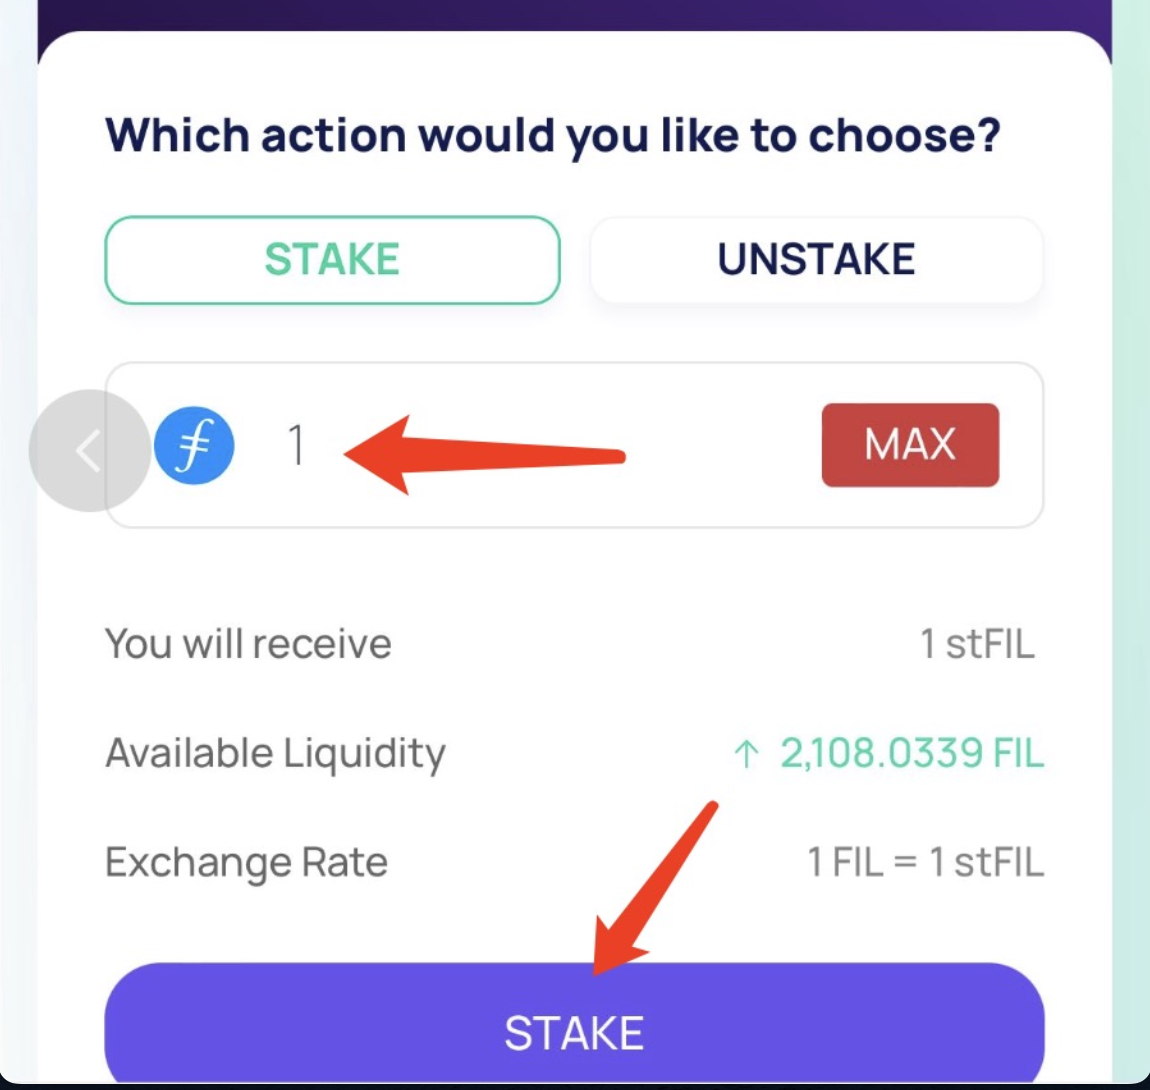 Which action would you like to choose?
STAKE UNSTAKE
1 MAX
You will receive 1 stFIL
Available Liquidity ↑ 2,108.0339 FIL
Exchange Rate 1 FIL = 1 stFIL
STAKE